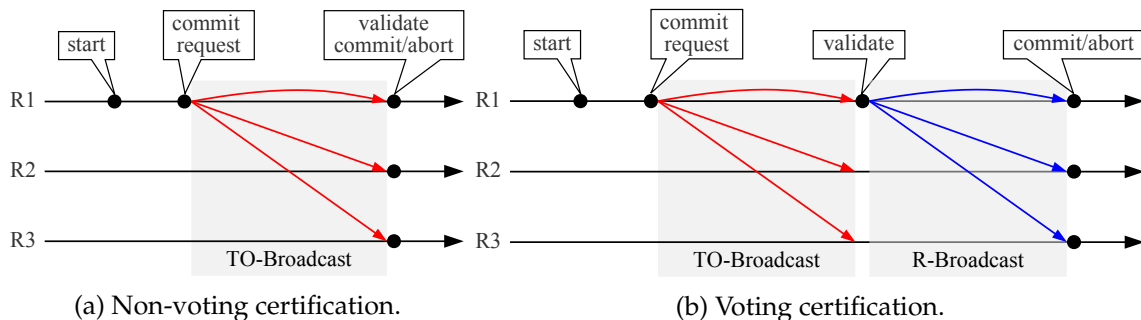 start
commit
request
validate
commit/abort
R1
R2
R3
TO-Broadcast
(a) Non-voting certification.
start
commit
request
validate
commit/abort
R1
R2
R3
TO-Broadcast
R-Broadcast
(b) Voting certification.